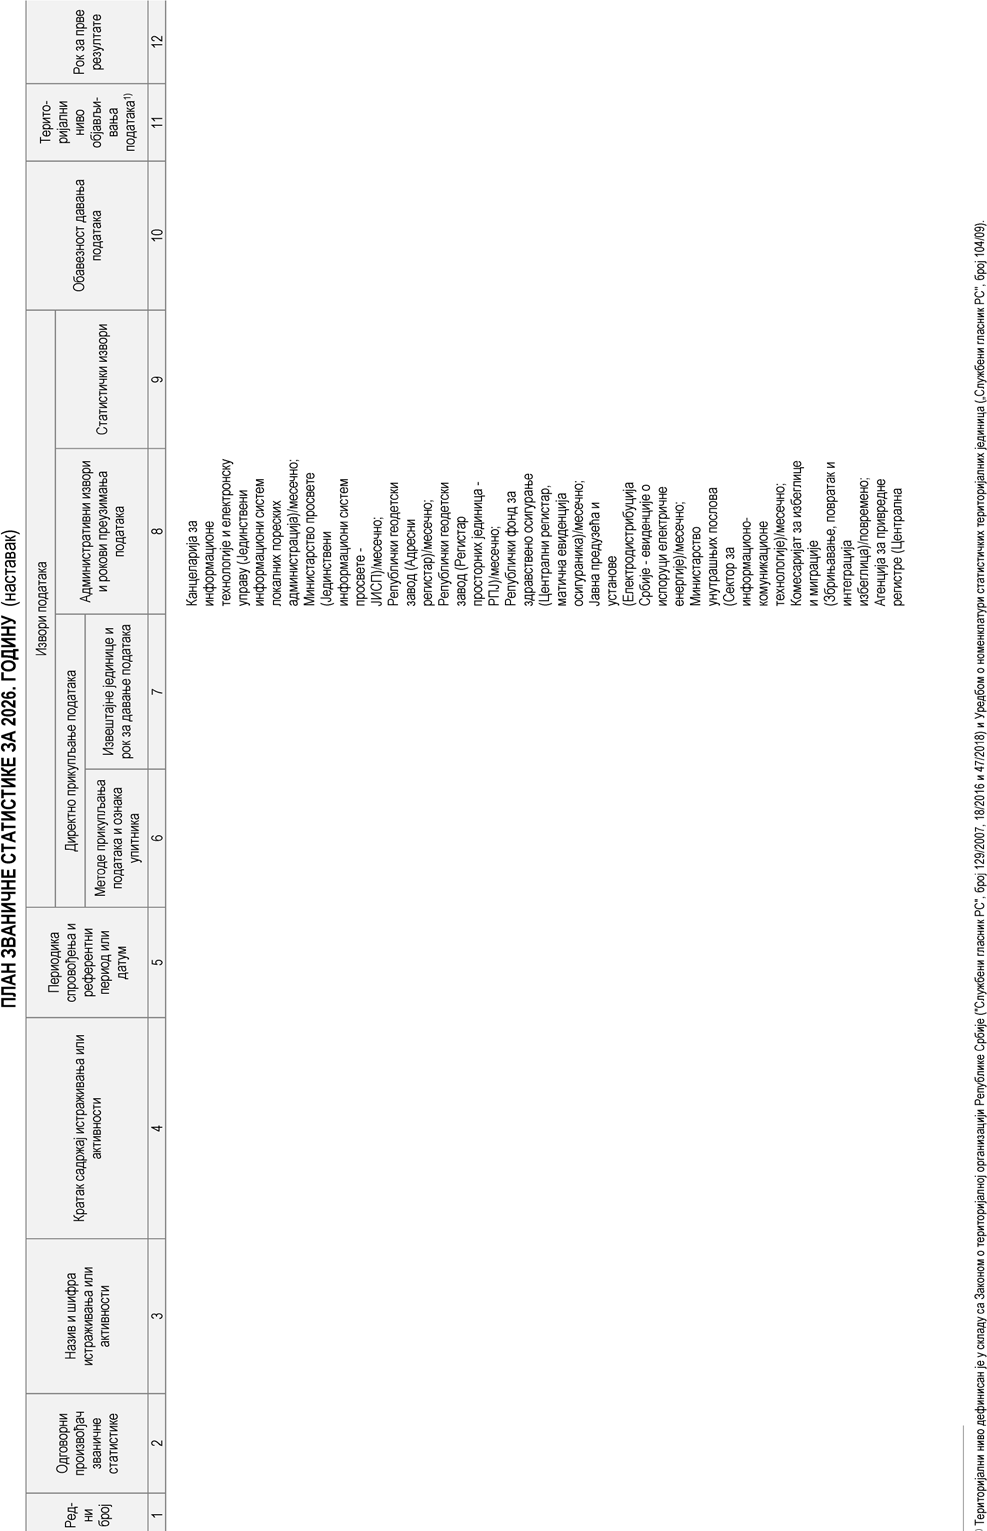 ПЛАН ЗВАНИЧНЕ СТАТИСТИКЕ ЗА 2026. ГОДИНУ (наставак)
Ред-
ни
број
Одговорни
произвођач
званичне
статистике
Назив и шифра
истраживања или
активности
Кратак садржај истраживања или
активности
Периодика
спровођења и
референтни
период или
датум
Извори података
Директно прикупљање података
Методе прикупљања
података и ознака
упитника
Извештајне јединице и
рок за давање података
Административни извори
и рокови преузимања
података
Статистички извори
Обавезност давања
података
Терито-
ријални
ниво
објављи-
вања
података¹⁾
Рок за прве
резултате
1 2 3 4 5 6 7 8 9 10 11 12
Канцеларија за
информационе
технологије и електронску
управу (Јединствени
информациони систем
локалних пореских
администрација)/месечно;
Министарство просвете
(Јединствени
информациони систем
просвете -
ЈИСП)/месечно;
Републички геодетски
завод (Адресни
регистар)/месечно;
Републички геодетски
завод (Регистар
просторних јединица -
РПЈ)/месечно;
Републички фонд за
здравствено осигурање
(Централни регистар,
матична евиденција
осигураника)/месечно;
Јавна предузећа и
установе
(Електродистрибуција
Србије - евиденције о
испоруци електричне
енергије)/месечно;
Министарство
унутрашњих послова
(Сектор за
информационо-
комуникационе
технологије)/месечно;
Комесаријат за избеглице
и миграције
(Збрињавање, повратак и
интеграција
избеглица)/повремено;
Агенција за привредне
регистре (Централна
⁾ Територијални ниво дефинисан је у складу са Законом о територијалној организацији Републике Србије ("Службени гласник РС", број 129/2007, 18/2016 и 47/2018) и Уредбом о номенклатури статистичких територијалних јединица („Службени гласник РС", број 104/09).